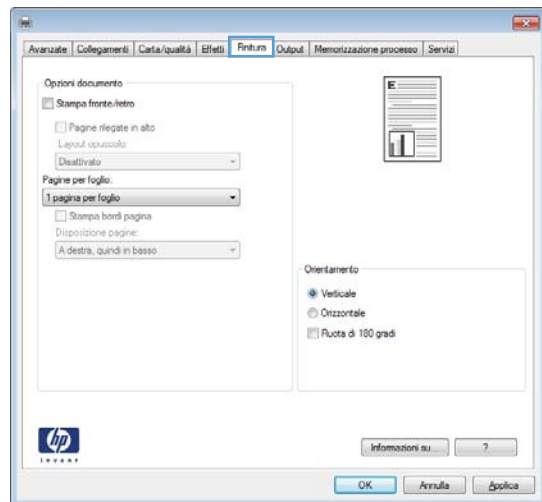 Avanzate Collegamenti Carta/qualità Effetti Finitura Output Memorizzazione processo Servizi
Opzioni documento
Stampa fronte/retro
Pagine rilegate in alto
Layout opuscolo:
Disattivato
Pagine per foglio:
1 pagina per foglio
Stampa bordi pagina
Disposizione pagine:
A destra, quindi in basso
E
Orientamento
Verticale
Orizzontale
Ruota di 180 gradi
hp
invent
Informazioni su... ?
OK Annulla Applica